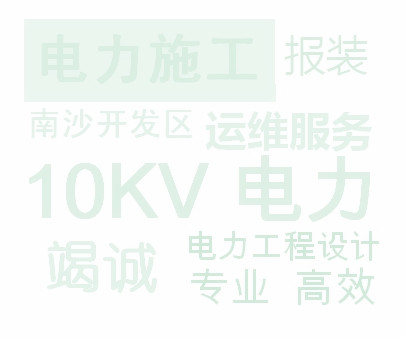 电力施工 报装
南沙开发区 运维服务
10KV 电力
竭诚 电力工程设计
专业 高效